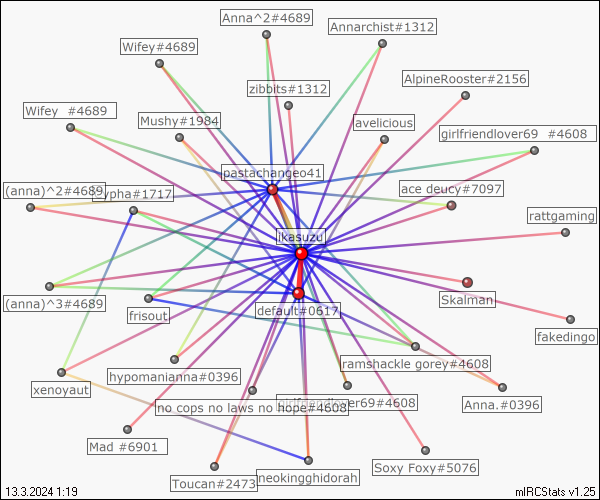 Anna^2#4689
Annarchist#1312
Wifey#4689
AlpineRooster#2156
zibbits#1312
Wifey  #4689
Mushy#1984
avelicious
girlfriendlover69  #4608
pastachangeo41
(anna)^2#4689
#1717
ace deucy#7097
rattgaming
ikasuzu
(anna)^3#4689
frisout
default#0617
Skaiman
fakedingo
ramshackle gorey#4608
hypomanianna#0396
xenoyaut
no cops no laws no hope#4608
girlfriendlover69#4608
Anna.#0396
Mad #6901
Soxy Foxy#5076
Toucan#2473
neokingghidorah
13.3.2024 1:19
mIRCStats v1.25